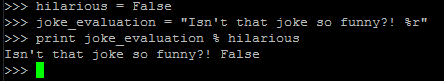 >>> hilarious = False
>>> joke_evaluation = "Isn't that joke so funny?! %r"
>>> print joke_evaluation % hilarious
Isn't that joke so funny?! False
>>>